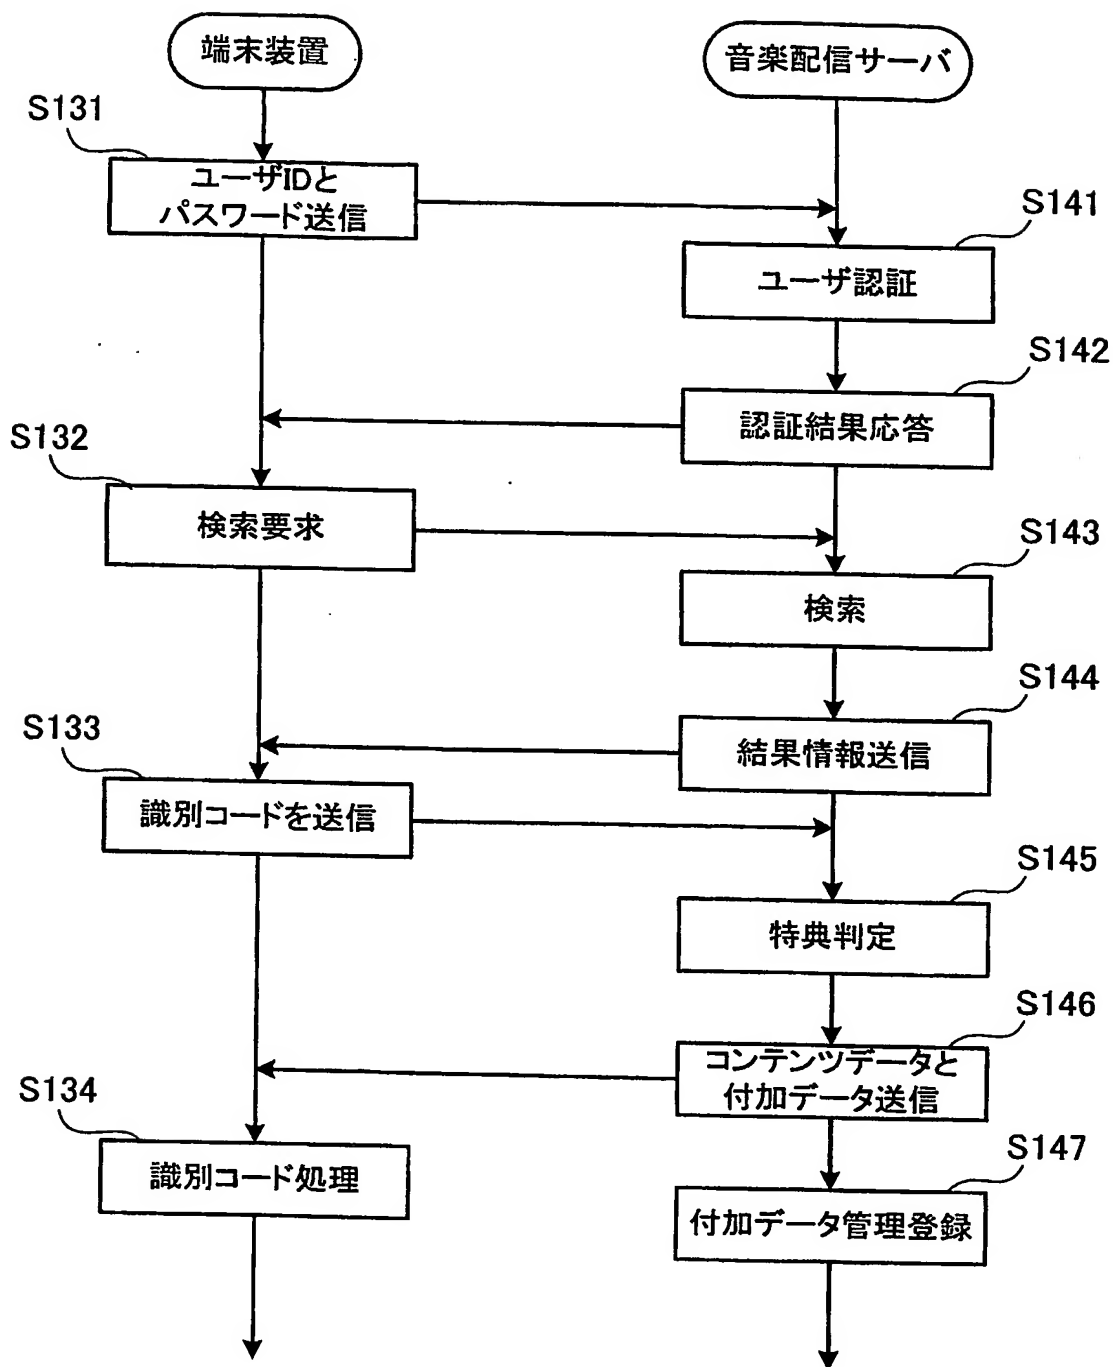 端末装置
音楽配信サーバ
S131
ユーザIDと
パスワード送信
S141
ユーザ認証
S142
認証結果応答
S132
検索要求
S143
検索
S144
結果情報送信
S133
識別コードを送信
S145
特典判定
S146
コンテンツデータと
付加データ送信
S134
識別コード処理
S147
付加データ管理登録